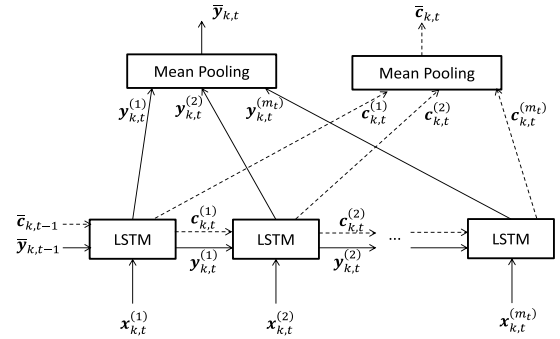 ȳ_{k,t} c̄_{k,t}
Mean Pooling Mean Pooling
y_{k,t}^{(1)} y_{k,t}^{(2)} y_{k,t}^{(m_t)} c_{k,t}^{(1)} c_{k,t}^{(2)} c_{k,t}^{(m_t)}
c̄_{k,t−1} c_{k,t}^{(1)} c_{k,t}^{(2)}
LSTM LSTM ... LSTM
ȳ_{k,t−1} y_{k,t}^{(1)} y_{k,t}^{(2)}
x_{k,t}^{(1)} x_{k,t}^{(2)} x_{k,t}^{(m_t)}